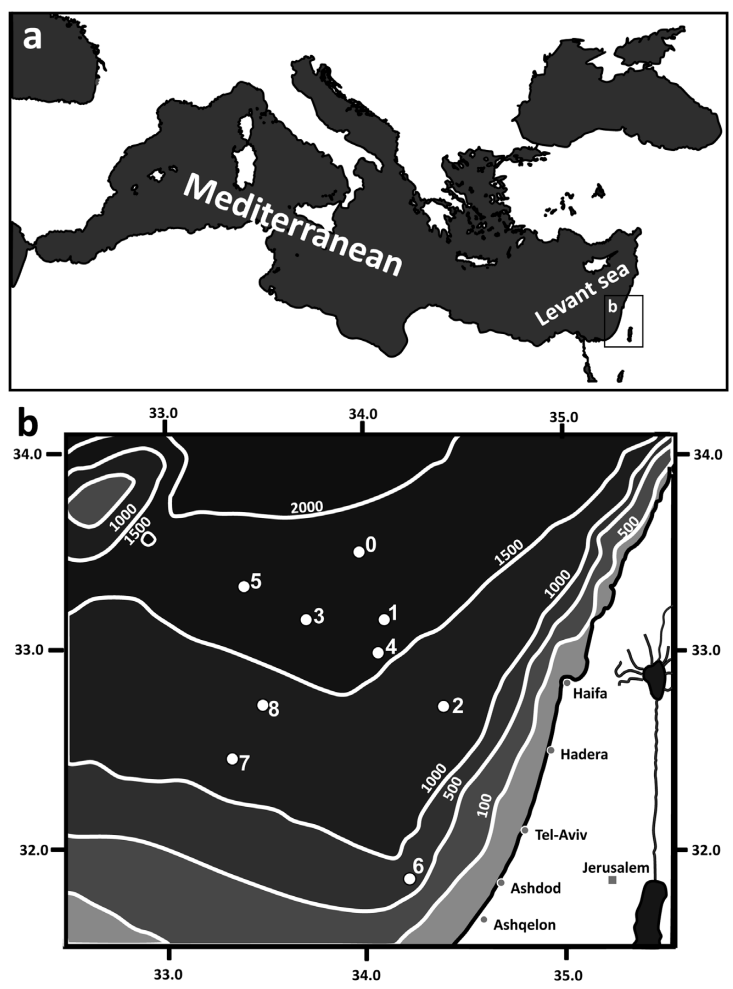 a
Mediterranean
Levant sea
b
b
33.0 34.0 35.0
34.0 34.0
2000
1000
1500
500
0
1500
1000
5
3 1
4
33.0 33.0
Haifa
8 2
7
Hadera
1000
500
100
Tel-Aviv
32.0 32.0
6
Jerusalem
Ashdod
Ashqelon
33.0 34.0 35.0